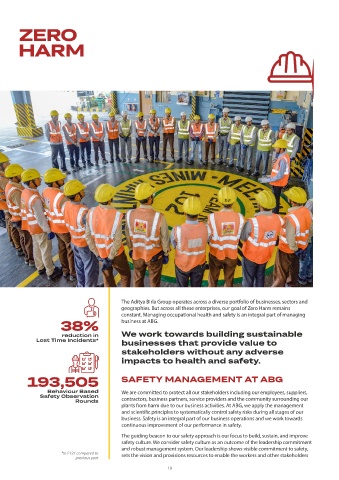 ZERO
HARM
MINES - MEET
TOT
38%
reduction in
Lost Time Incidents*
193,505
Behaviour Based
Safety Observation
Rounds
*In F1 of compared to
previous year
The Aditya Birla Group operates across a diverse portfolio of businesses, sectors and
geographies. But across all these enterprises, our goal of Zero Harm remains
constant. Managing occupational health and safety is an integral part of managing
business at ABG.
We work towards building sustainable
businesses that provide value to
stakeholders without any adverse
impacts to health and safety.
SAFETY MANAGEMENT AT ABG
We are committed to protect all our stakeholders including our employees, suppliers,
contractors, business partners, service providers and the community surrounding our
plants from harm due to our business activities. At ABG, we apply the management
and scientific principles to systematically control safety risks during all stages of our
business. Safety is an integral part of our business operations and we work towards
continuous improvement of our performance in safety.
The guiding beacon to our safety approach is our focus to build, sustain, and improve
safety culture. We consider safety culture as an outcome of the leadership commitment
and robust management system. Our leadership shows visible commitment to safety,
sets the vision and provisions resources to enable the workers and other stakeholders